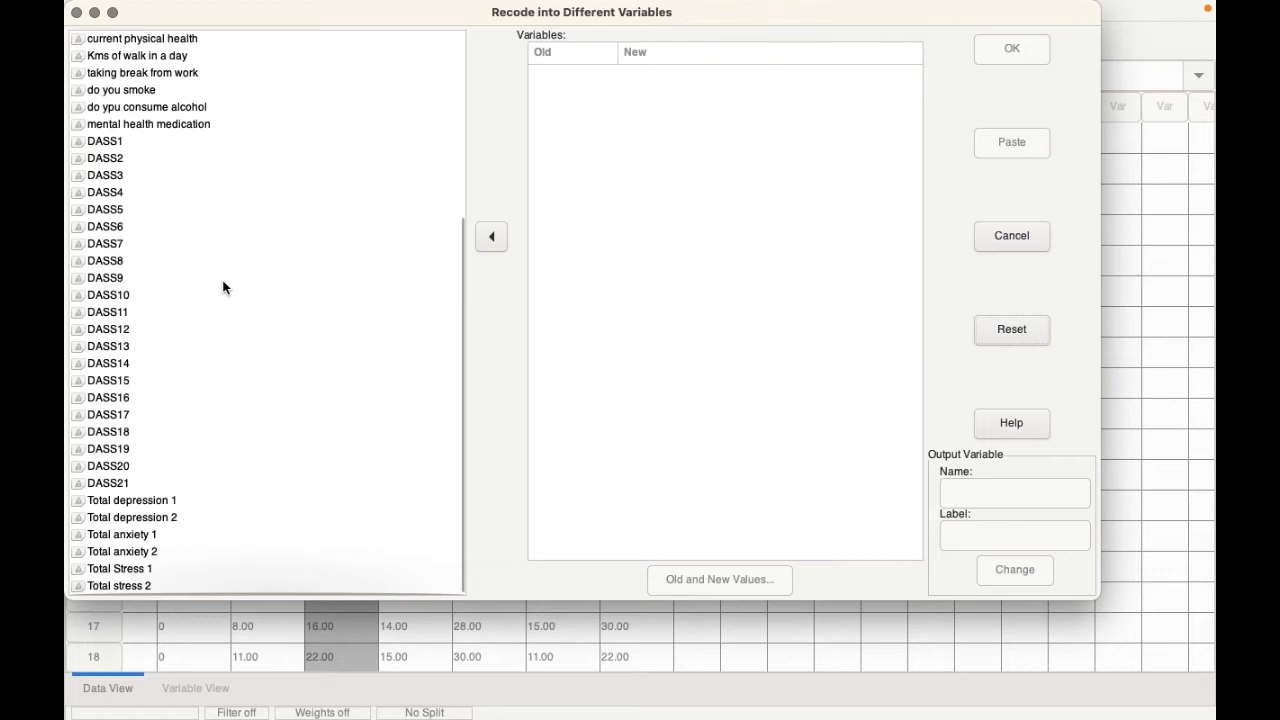 Recode into Different Variables
current physical health
Kms of walk in a day
taking break from work
do you smoke
do ypu consume alcohol
mental health medication
DASS1
DASS2
DASS3
DASS4
DASS5
DASS6
DASS7
DASS8
DASS9
DASS10
DASS11
DASS12
DASS13
DASS14
DASS15
DASS16
DASS17
DASS18
DASS19
DASS20
DASS21
Total depression 1
Total depression 2
Total anxiety 1
Total anxiety 2
Total Stress 1
Total stress 2
Variables:
Old New
Old and New Values...
OK
Paste
Cancel
Reset
Help
Output Variable
Name:
Label:
Change
Var Var
17 0 8.00 16.00 14.00 28.00 15.00 30.00
18 0 11.00 22.00 15.00 30.00 11.00 22.00
Data View Variable View
Filter off Weights off No Split